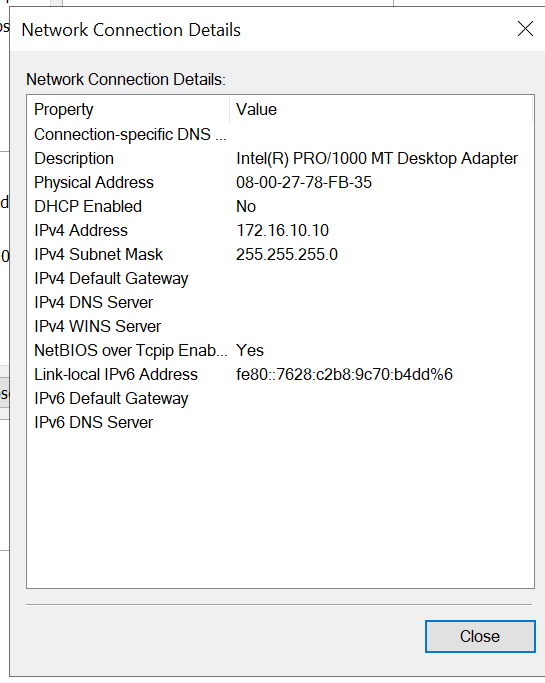 Network Connection Details
Network Connection Details:
Property Value
Connection-specific DNS ...
Description Intel(R) PRO/1000 MT Desktop Adapter
Physical Address 08-00-27-78-FB-35
DHCP Enabled No
IPv4 Address 172.16.10.10
IPv4 Subnet Mask 255.255.255.0
IPv4 Default Gateway
IPv4 DNS Server
IPv4 WINS Server
NetBIOS over Tcpip Enab... Yes
Link-local IPv6 Address fe80::7628:c2b8:9c70:b4dd%6
IPv6 Default Gateway
IPv6 DNS Server
Close